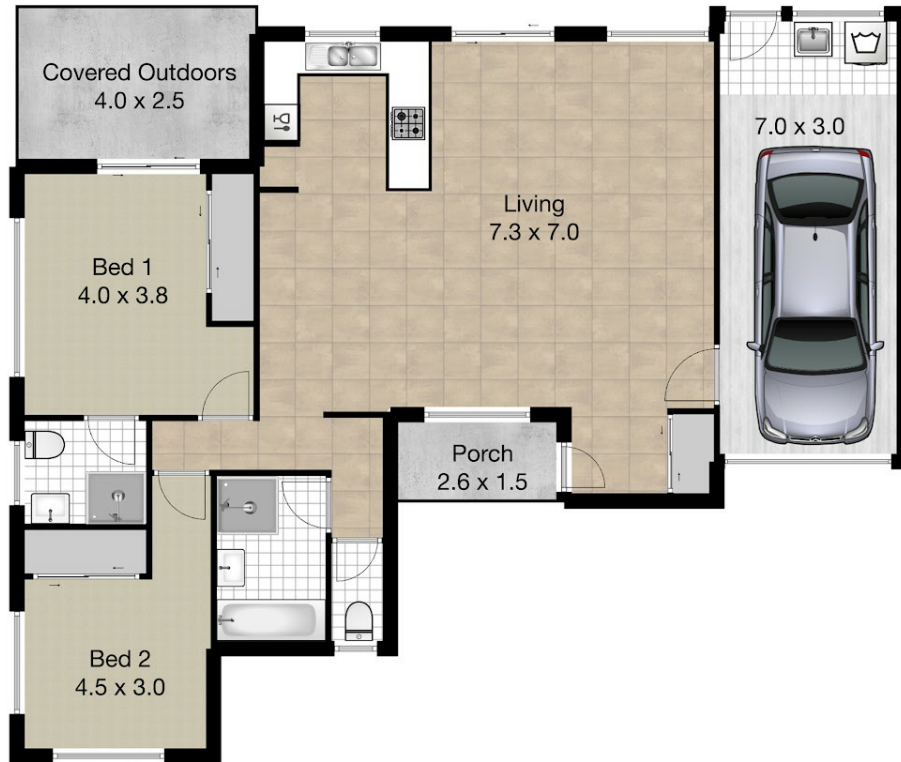 Covered Outdoors
4.0 x 2.5
7.0 x 3.0
Living
7.3 x 7.0
Bed 1
4.0 x 3.8
Porch
2.6 x 1.5
Bed 2
4.5 x 3.0